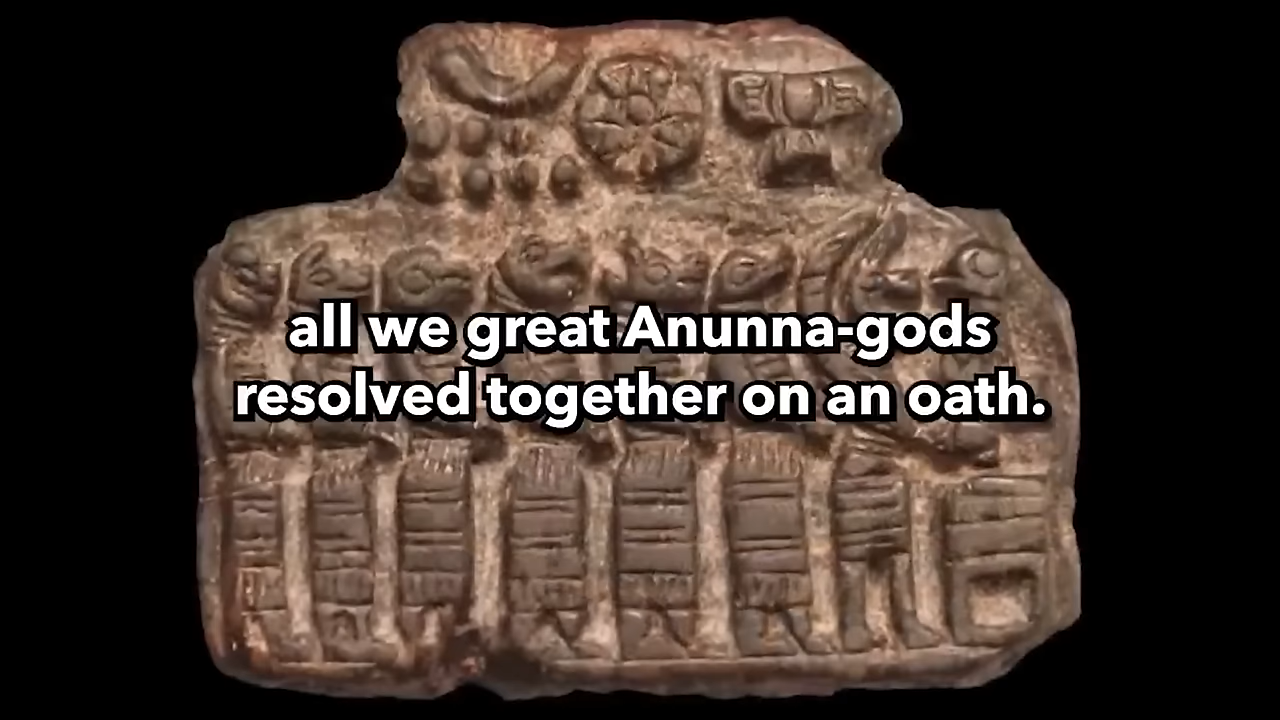 all we great Anunna-gods
resolved together on an oath.